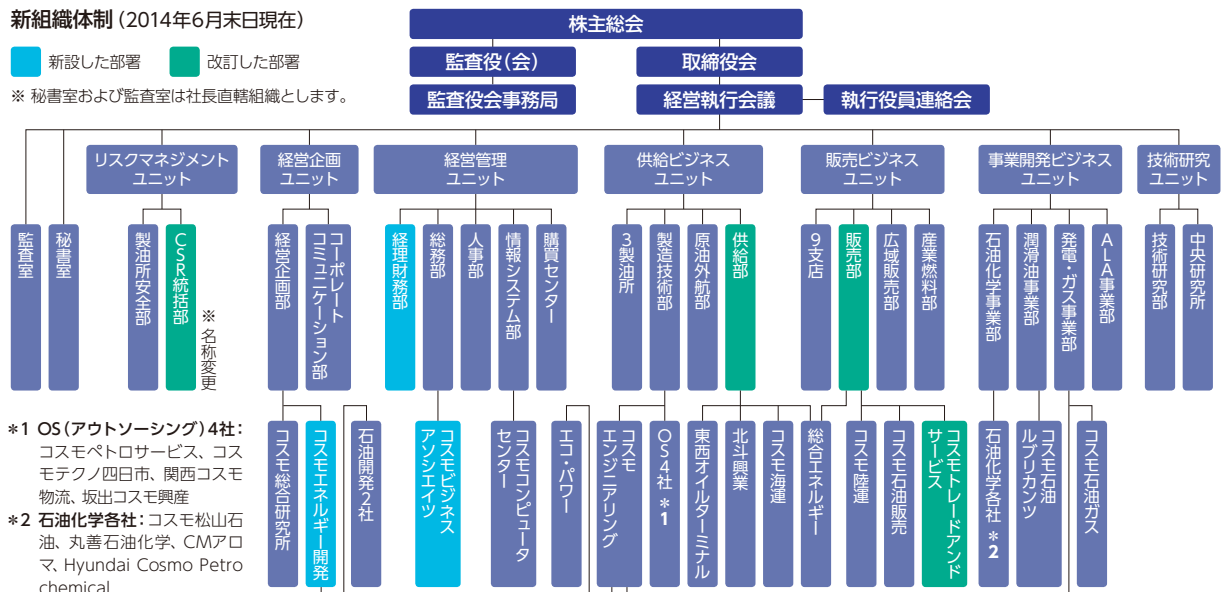 新組織体制(2014年6月末日現在)
新設した部署
改訂した部署
※ 秘書室および監査室は社長直轄組織とします。
株主総会
監査役(会)
取締役会
監査役会事務局
経営執行会議
執行役員連絡会
リスクマネジメント
ユニット
経営企画
ユニット
経営管理
ユニット
供給ビジネス
ユニット
販売ビジネス
ユニット
事業開発ビジネス
ユニット
技術研究
ユニット
監査室
秘書室
製油所安全部
CSR統括部
※名称変更
経営企画部
コーポレート
コミュニケーション部
経理財務部
総務部
人事部
情報システム部
購買センター
3製油所
製造技術部
原油外航部
供給部
9支店
販売部
広域販売部
産業燃料部
石油化学事業部
潤滑油事業部
発電・ガス事業部
ALA事業部
技術研究部
中央研究所
コスモ総合研究所
コスモエネルギー開発
石油開発2社
コスモビジネス
アソシエイツ
コスモコンピュータ
センター
エコ・パワー
コスモ
エンジニアリング
OS4社 *1
東西オイルターミナル
北斗興業
コスモ海運
総合エネルギー
コスモ陸運
コスモ石油販売
コスモトレードアンド
サービス
石油化学各社 *2
コスモ石油
ルブリカンツ
コスモ石油ガス
*1 OS(アウトソーシング)4社:
コスモペトロサービス、コス
モテクノ四日市、関西コスモ
物流、坂出コスモ興産
*2 石油化学各社:コスモ松山石
油、丸善石油化学、CMアロ
マ、Hyundai Cosmo Petro
chemical